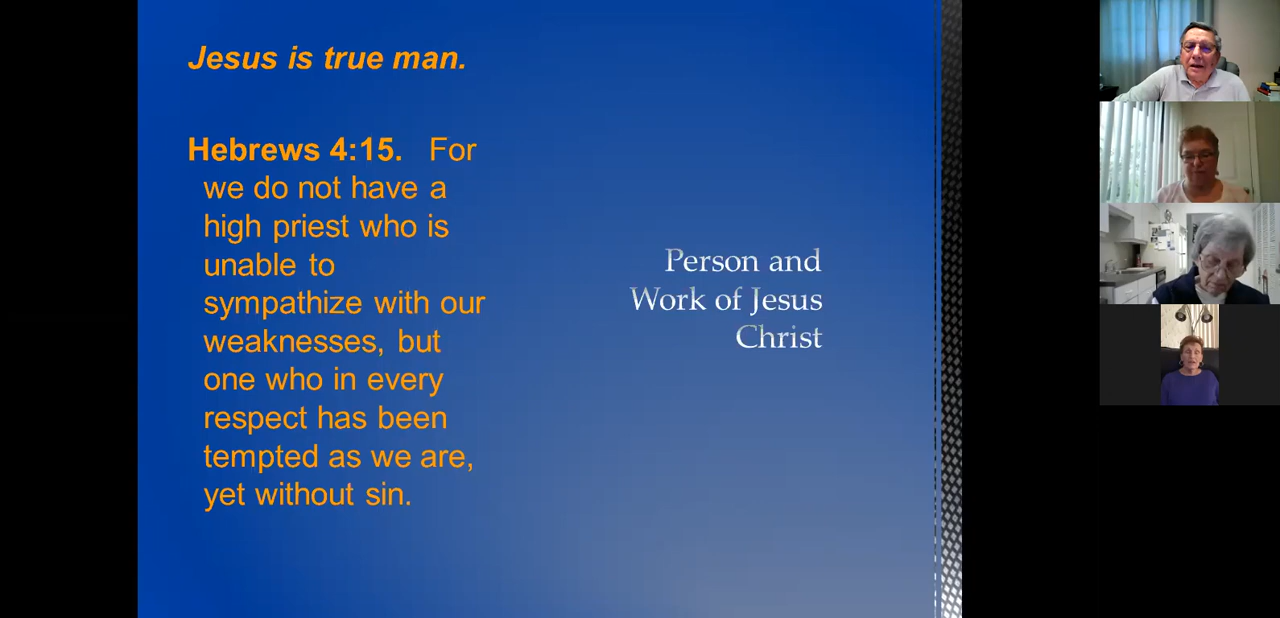 Jesus is true man.
Hebrews 4:15. For
we do not have a
high priest who is
unable to
sympathize with our
weaknesses, but
one who in every
respect has been
tempted as we are,
yet without sin.
Person and
Work of Jesus
Christ